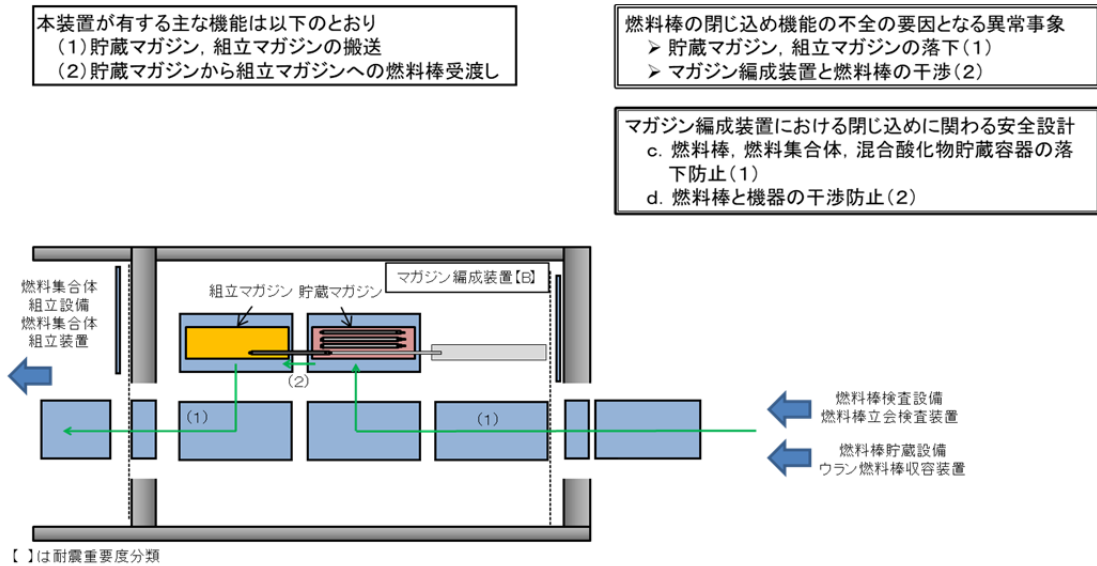 本装置が有する主な機能は以下のとおり
(1)貯蔵マガジン,組立マガジンの搬送
(2)貯蔵マガジンから組立マガジンへの燃料棒受渡し
燃料棒の閉じ込め機能の不全の要因となる異常事象
➢ 貯蔵マガジン,組立マガジンの落下(1)
➢ マガジン編成装置と燃料棒の干渉(2)
マガジン編成装置における閉じ込めに関わる安全設計
c. 燃料棒,燃料集合体,混合酸化物貯蔵容器の落
下防止(1)
d. 燃料棒と機器の干渉防止(2)
マガジン編成装置【B】
燃料集合体
組立設備
燃料集合体
組立装置
組立マガジン 貯蔵マガジン
(2)
(1)
(1)
燃料棒検査設備
燃料棒立会検査装置
燃料棒貯蔵設備
ウラン燃料棒収容装置
【 】は耐震重要度分類